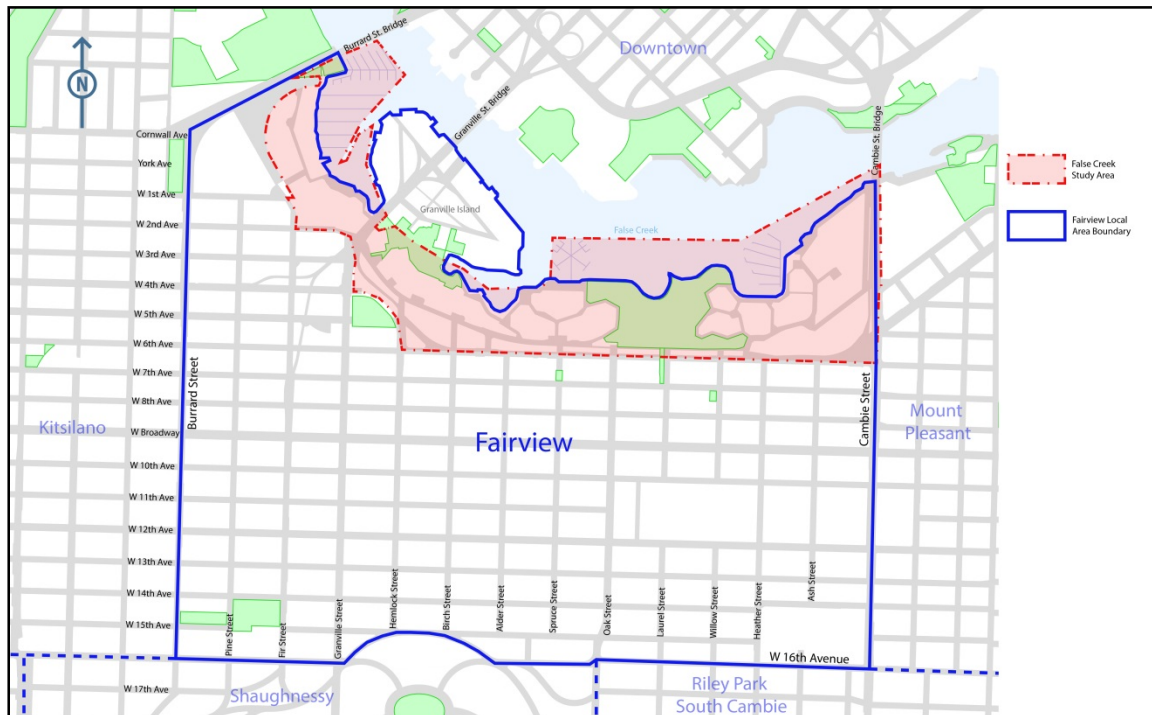 Burrard St. Bridge
Downtown
N
Granville St. Bridge
Cambie St. Bridge
Cornwall Ave
York Ave
W 1st Ave
W 2nd Ave
W 3rd Ave
W 4th Ave
W 5th Ave
W 6th Ave
W 7th Ave
W 8th Ave
W Broadway
W 10th Ave
W 11th Ave
W 12th Ave
W 13th Ave
W 14th Ave
W 15th Ave
W 17th Ave
Granville Island
False Creek
Burrard Street
Cambie Street
Kitsilano
Fairview
Mount
Pleasant
Pine Street
Fir Street
Granville Street
Hemlock Street
Birch Street
Alder Street
Spruce Street
Oak Street
Laurel Street
Willow Street
Heather Street
Ash Street
W 16th Avenue
Shaughnessy
Riley Park
South Cambie
False Creek
Study Area
Fairview Local
Area Boundary